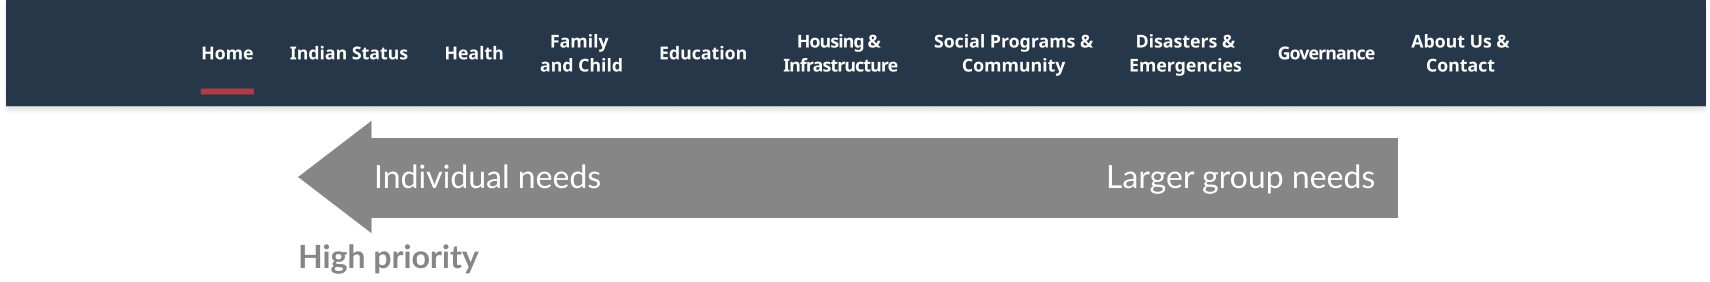 Home
Indian Status
Health
Family
and Child
Education
Housing &
Infrastructure
Social Programs &
Community
Disasters &
Emergencies
Governance
About Us &
Contact
Individual needs
Larger group needs
High priority